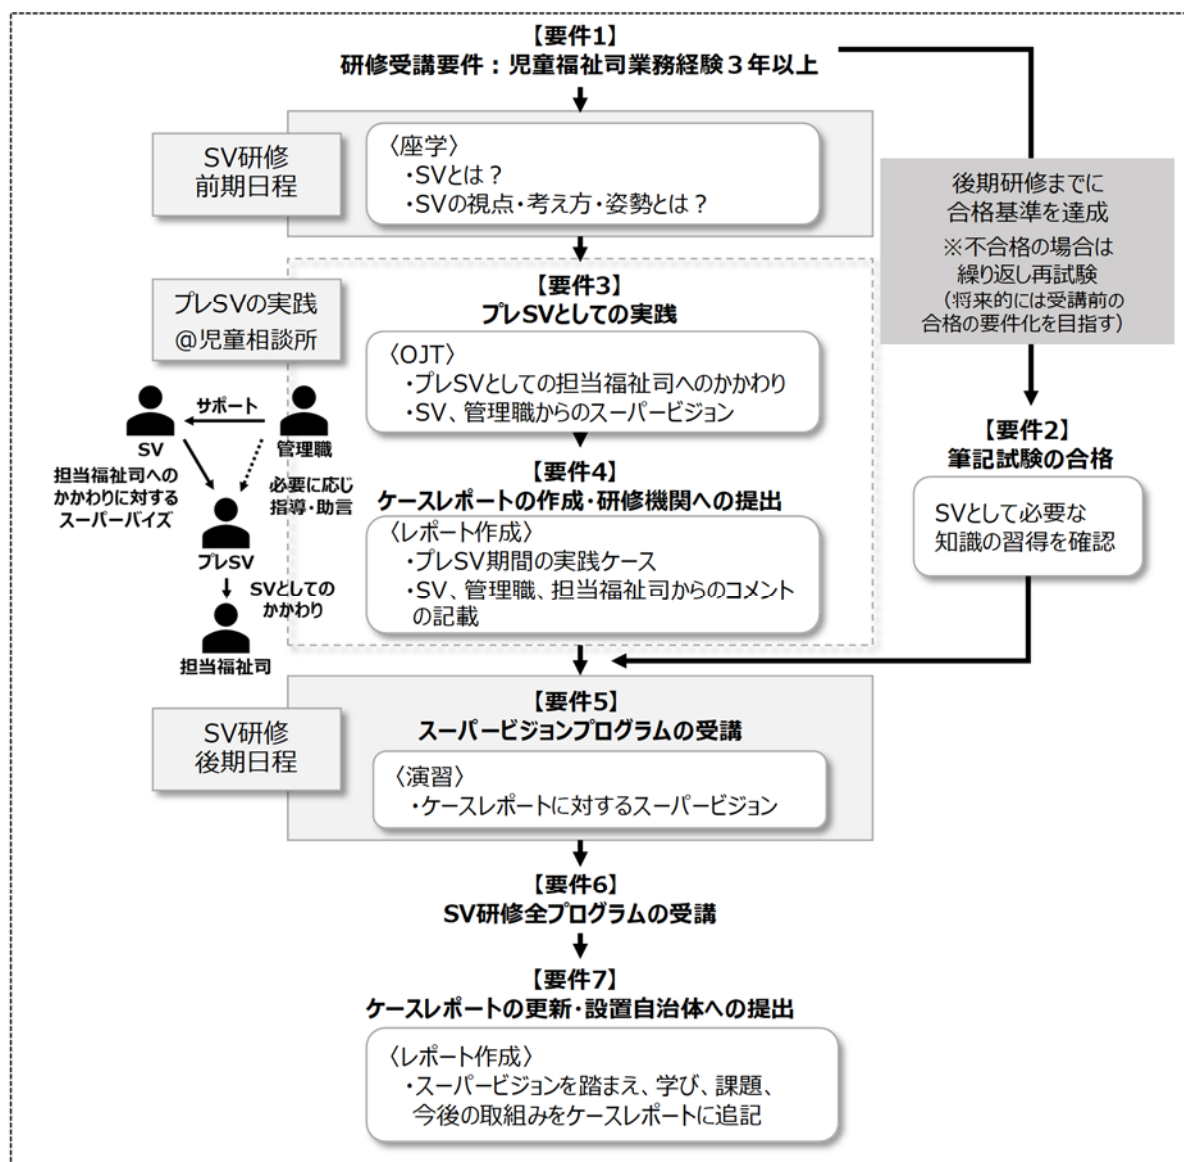 【要件1】
研修受講要件:児童福祉司業務経験3年以上
SV研修
前期日程
〈座学〉
・SVとは？
・SVの視点・考え方・姿勢とは？
後期研修までに
合格基準を達成
※不合格の場合は
繰り返し再試験
（将来的には受講前の
合格の要件化を目指す）
プレSVの実践
@児童相談所
【要件3】
プレSVとしての実践
〈OJT〉
・プレSVとしての担当福祉司へのかかわり
・SV、管理職からのスーパービジョン
サポート
SV
管理職
担当福祉司への
かかわりに対する
スーパーバイズ
必要に応じ
指導・助言
プレSV
SVとしての
かかわり
担当福祉司
【要件4】
ケースレポートの作成・研修機関への提出
〈レポート作成〉
・プレSV期間の実践ケース
・SV、管理職、担当福祉司からのコメント
の記載
【要件2】
筆記試験の合格
SVとして必要な
知識の習得を確認
SV研修
後期日程
【要件5】
スーパービジョンプログラムの受講
〈演習〉
・ケースレポートに対するスーパービジョン
【要件6】
SV研修全プログラムの受講
【要件7】
ケースレポートの更新・設置自治体への提出
〈レポート作成〉
・スーパービジョンを踏まえ、学び、課題、
今後の取組みをケースレポートに追記